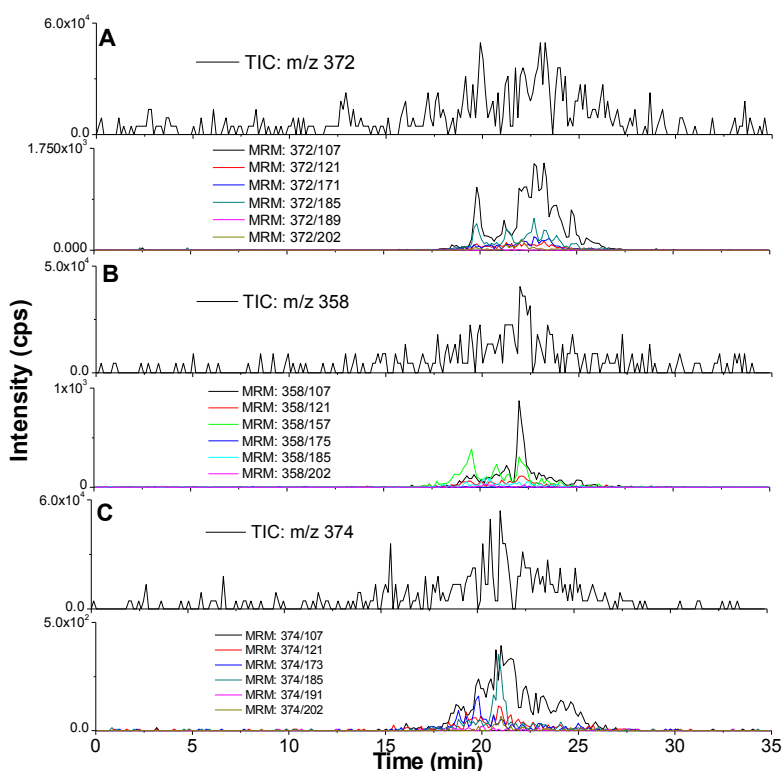 6.0x10⁴
A
TIC: m/z 372
0.0
1.750x10³
MRM: 372/107
MRM: 372/121
MRM: 372/171
MRM: 372/185
MRM: 372/189
MRM: 372/202
0.000
5.0x10⁴
B
TIC: m/z 358
0.0
1x10³
MRM: 358/107
MRM: 358/121
MRM: 358/157
MRM: 358/175
MRM: 358/185
MRM: 358/202
0
6.0x10⁴
C
TIC: m/z 374
0.0
5.0x10²
MRM: 374/107
MRM: 374/121
MRM: 374/173
MRM: 374/185
MRM: 374/191
MRM: 374/202
0.0
0 5 10 15 20 25 30 35
Time (min)
Intensity (cps)